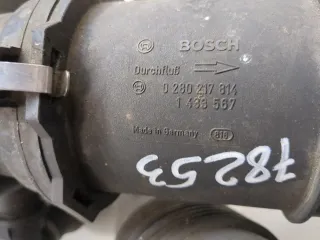 BOSCH
Durchfluß
0 280 217 814
1 433 567
Made in Germany
78253